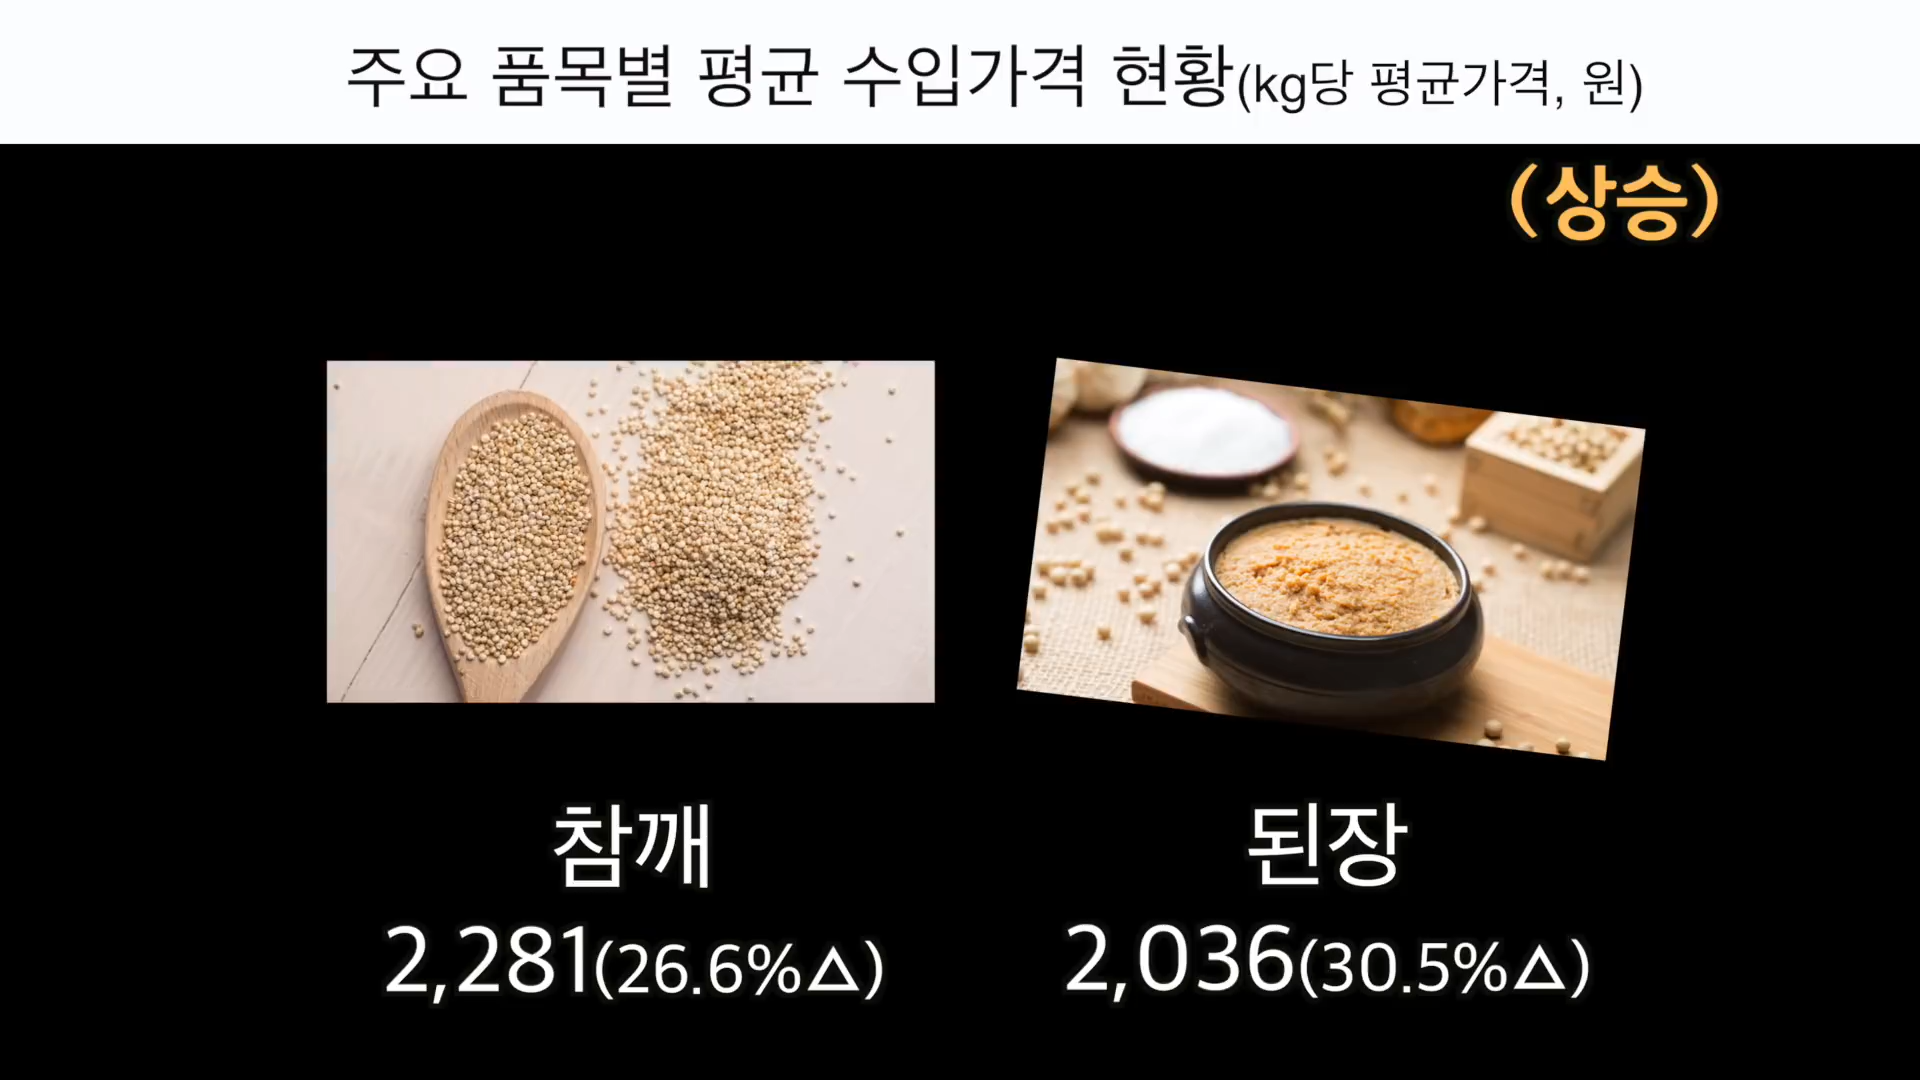 주요 품목별 평균 수입가격 현황(kg당 평균가격, 원)
(상승)
참깨
2,281(26.6%△)
된장
2,036(30.5%△)